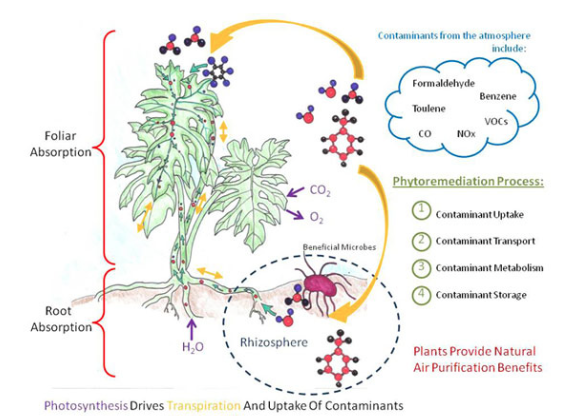 Contaminants from the atmosphere
include:
Formaldehyde
Benzene
Toulene
VOCs
CO
NOx
Foliar
Absorption
CO2
O2
Phytoremediation Process:
1 Contaminant Uptake
2 Contaminant Transport
3 Contaminant Metabolism
4 Contaminant Storage
Beneficial Microbes
Root
Absorption
H2O
Rhizosphere
Plants Provide Natural
Air Purification Benefits
Photosynthesis Drives Transpiration And Uptake Of Contaminants